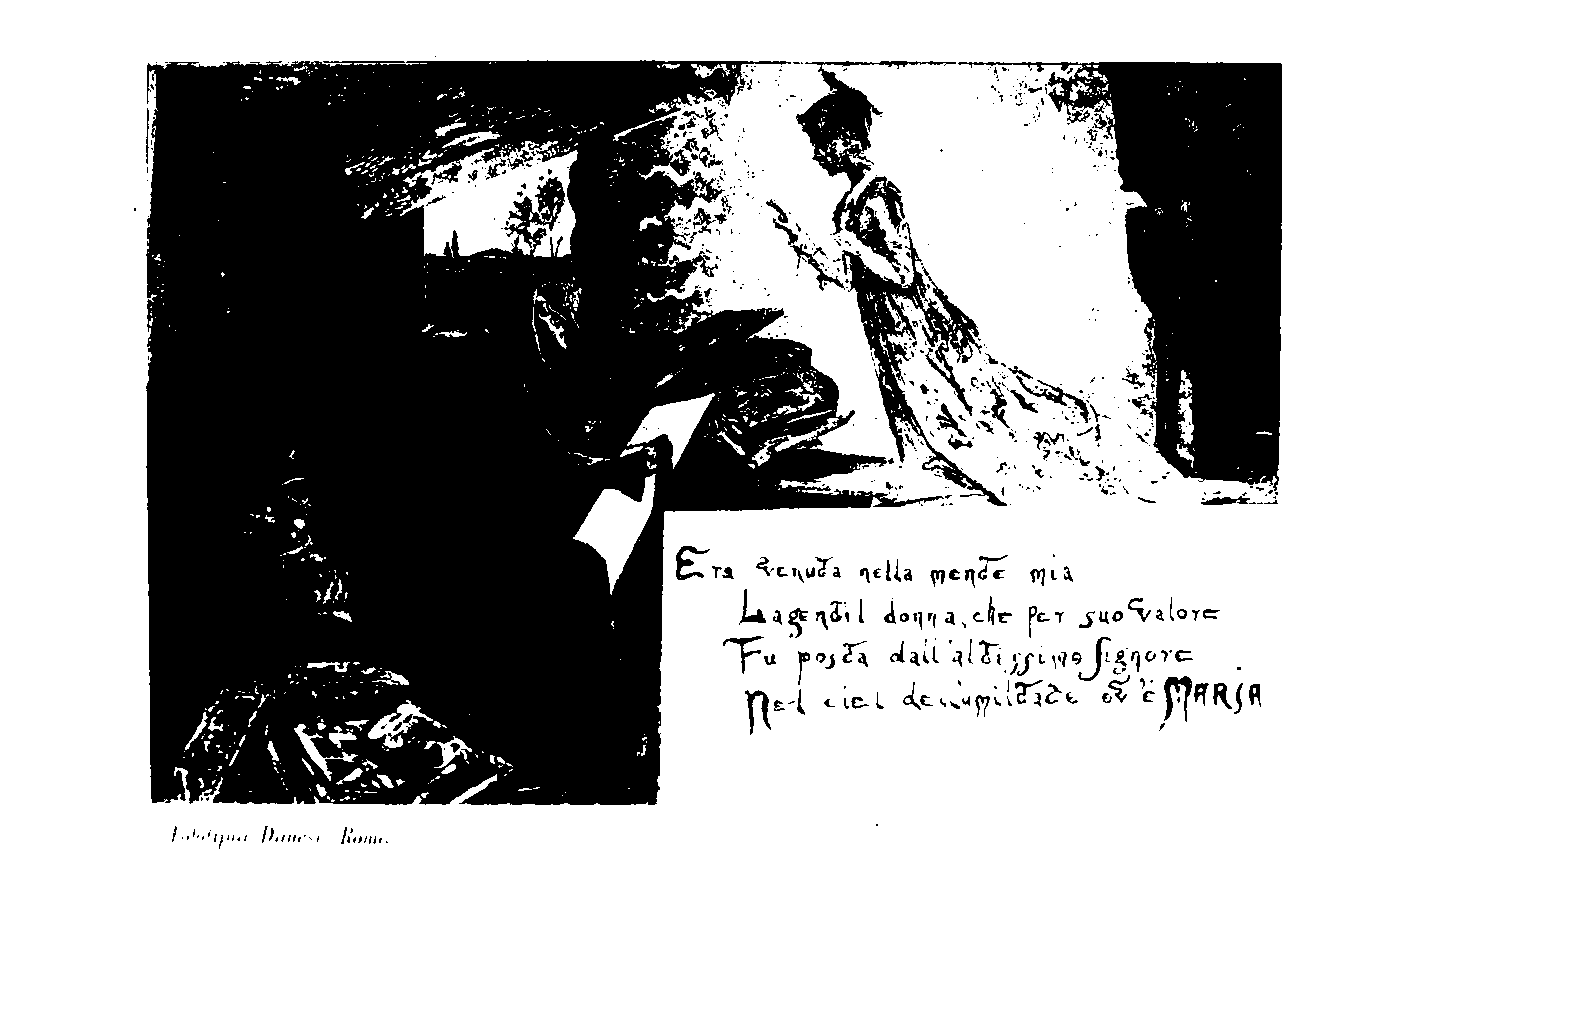 Era venuta nella mente mia
La gentil donna, che per suo valore
Fu posta dall'altissimo Signore
Nel ciel dell'umiltade ov'è MARIA
Fototipia Danesi Roma.